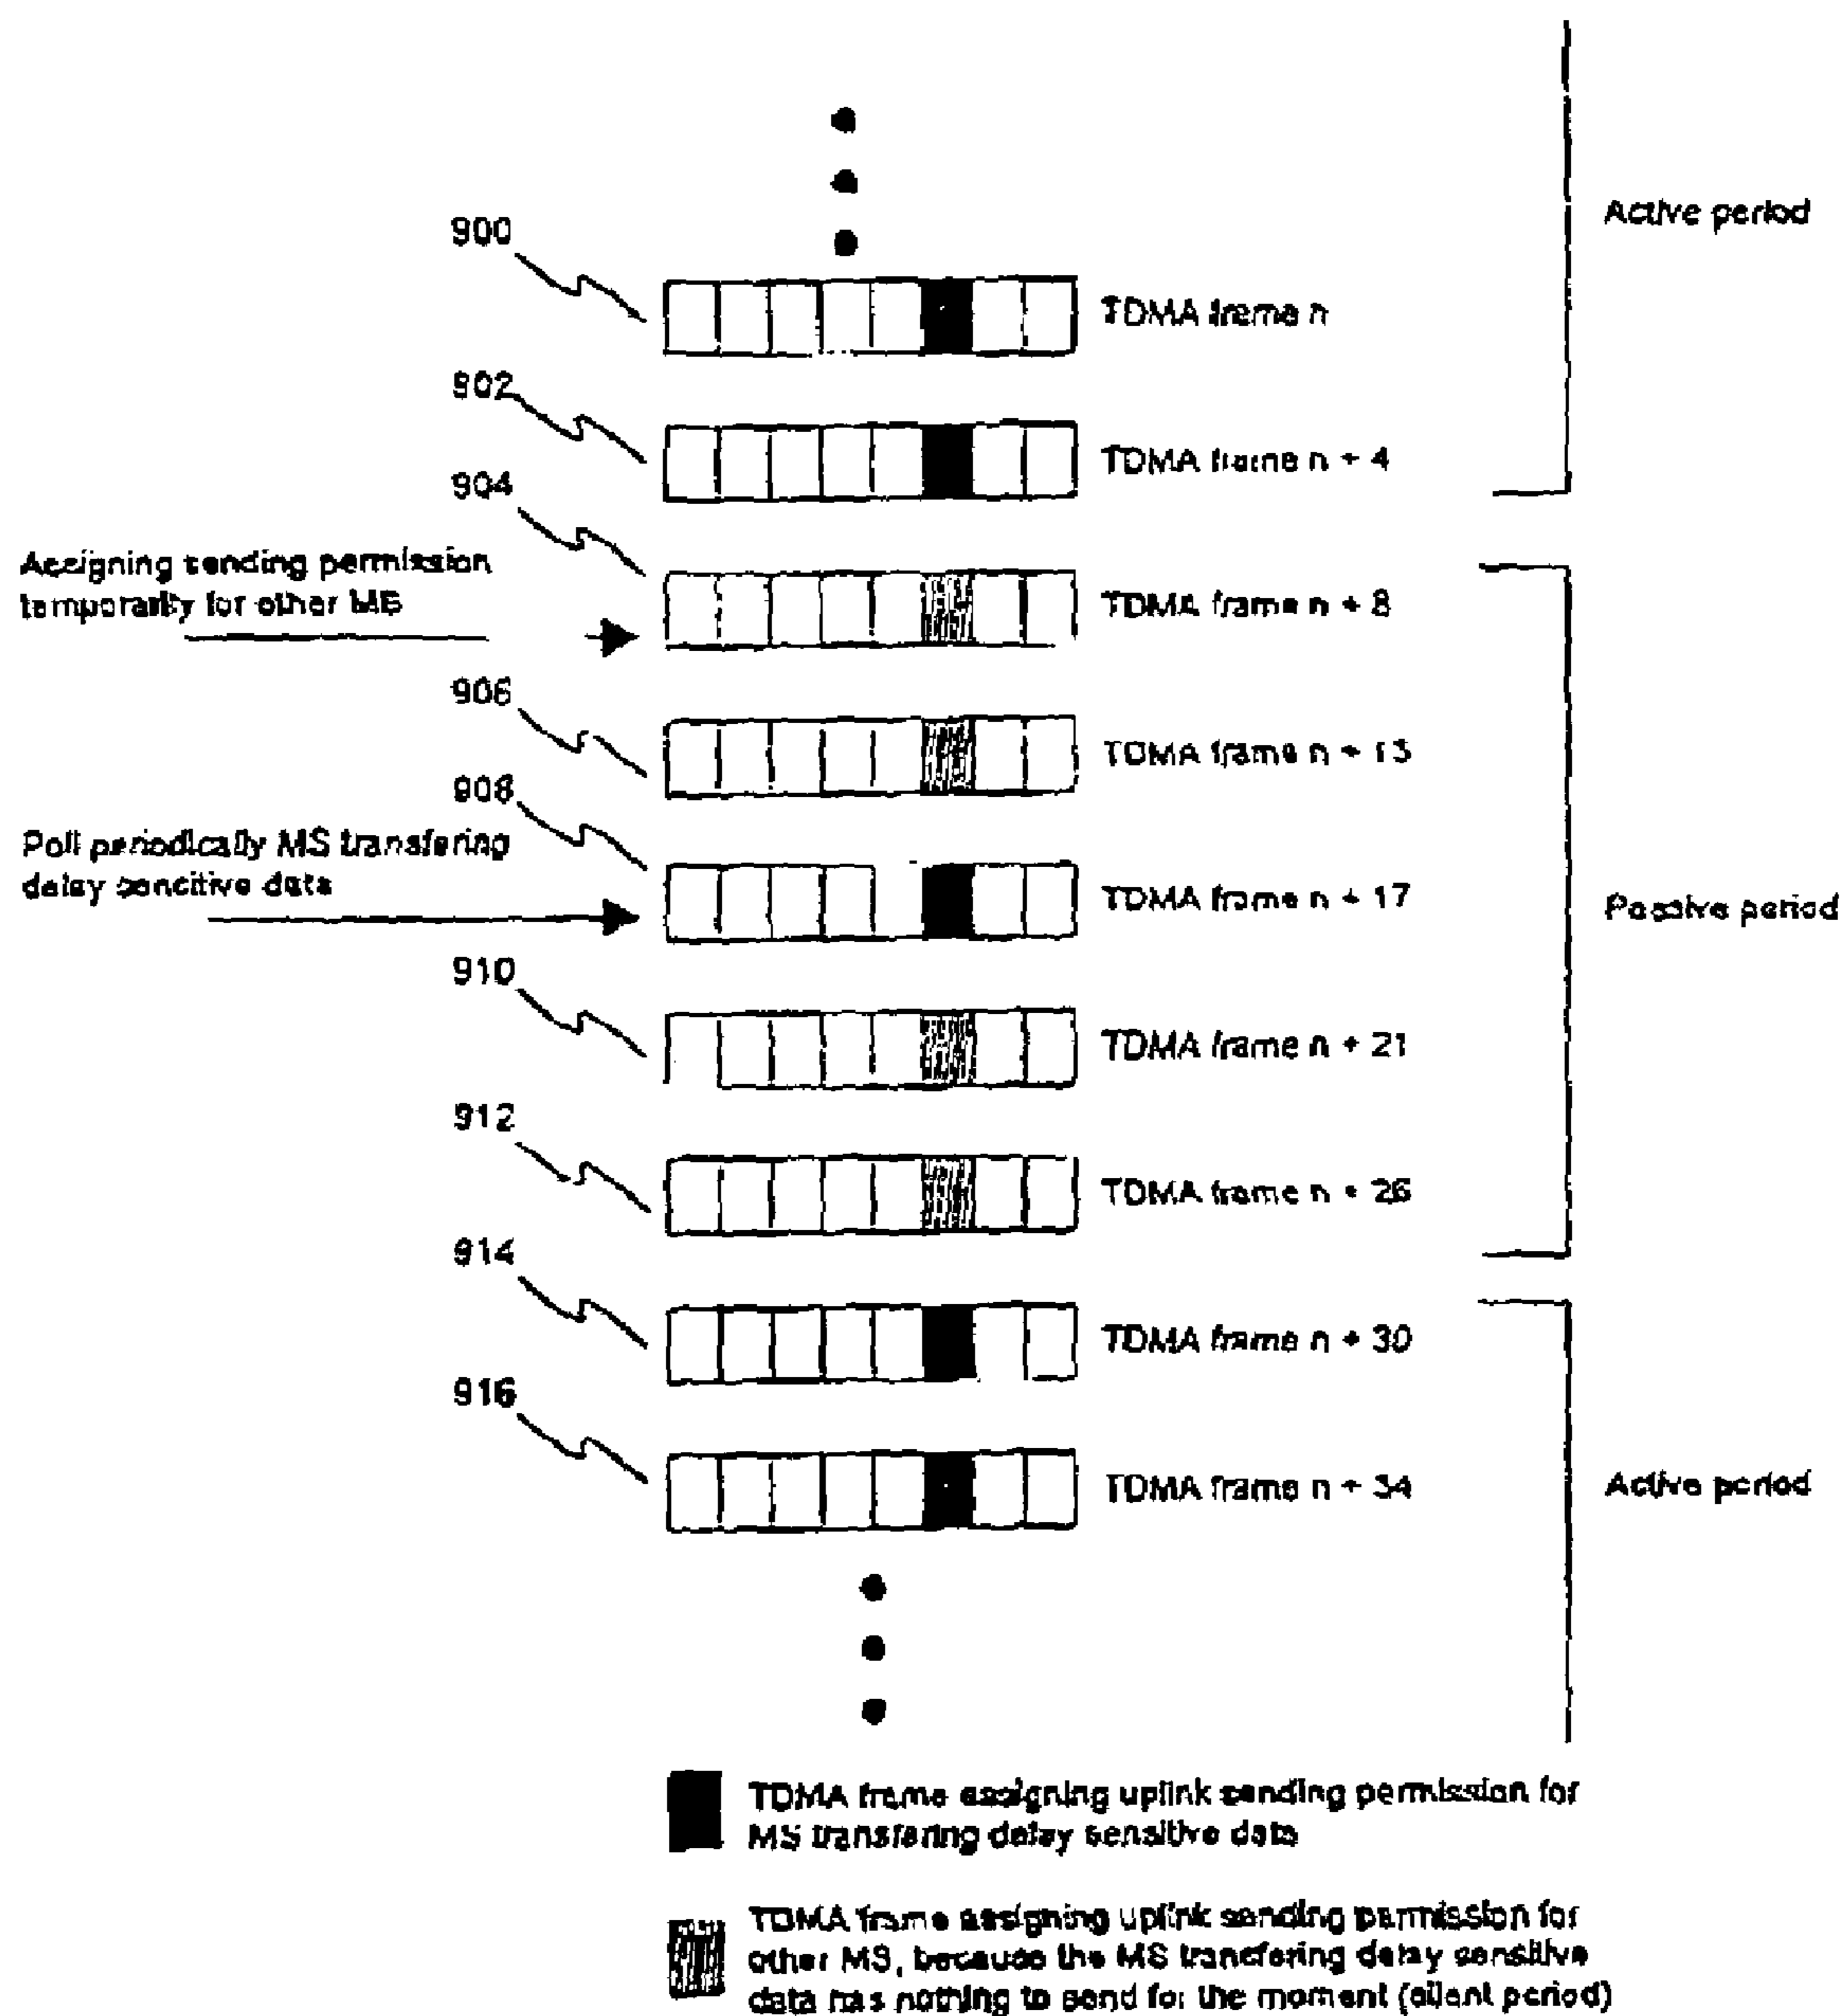 Active period
900
TDMA frame n
902
TDMA frame n + 4
904
Assigning sending permission
temporarily for other MS
TDMA frame n + 8
906
TDMA frame n + 13
908
Poll periodically MS transfering
delay sencitive data
TDMA frame n + 17
Passive period
910
TDMA frame n + 21
912
TDMA frame n + 26
914
TDMA frame n + 30
916
TDMA frame n + 34
Active period
TDMA frame assigning uplink sending permission for
MS transfering delay sensitive data
TDMA frame assigning uplink sending permission for
other MS, because the MS transfering delay sensitive
data has nothing to send for the moment (silent period)